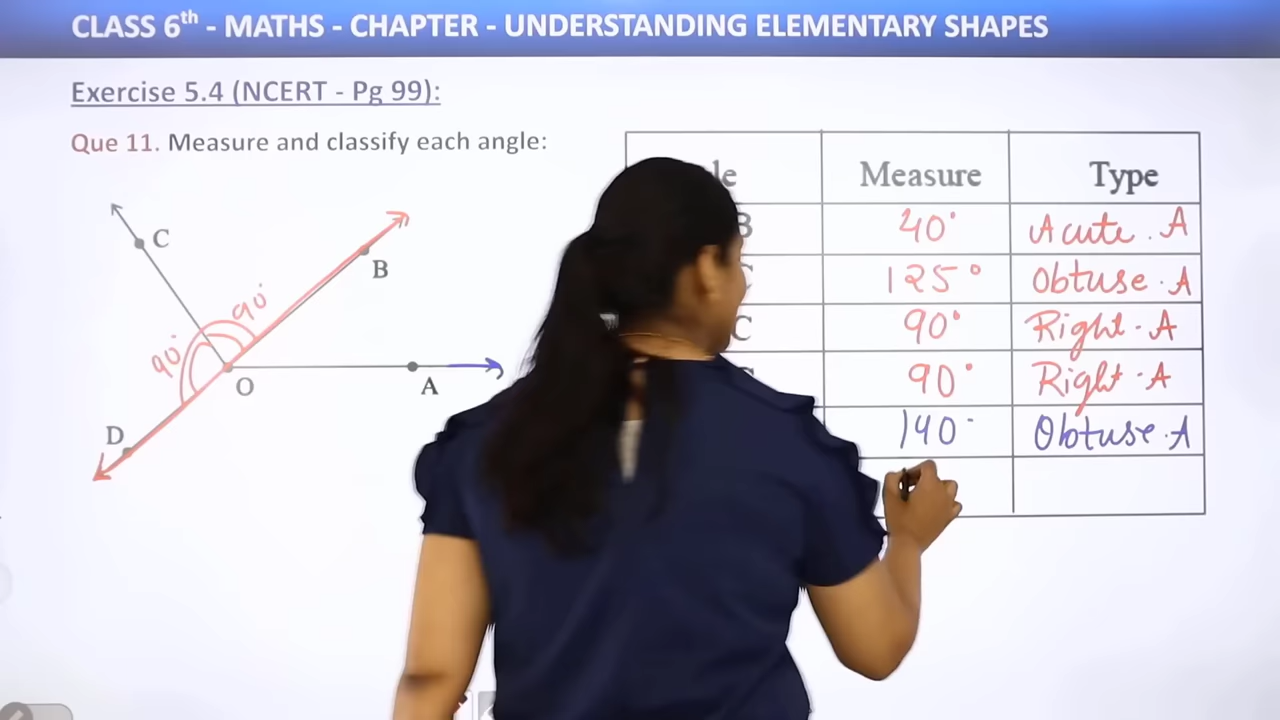 CLASS 6th - MATHS - CHAPTER - UNDERSTANDING ELEMENTARY SHAPES
Exercise 5.4 (NCERT - Pg 99):
Que 11. Measure and classify each angle:
Measure Type
B 40° Acute. A
125° Obtuse. A
C 90° Right. A
90° Right. A
140° Obtuse. A
C
B
90°
90°
O
A
D